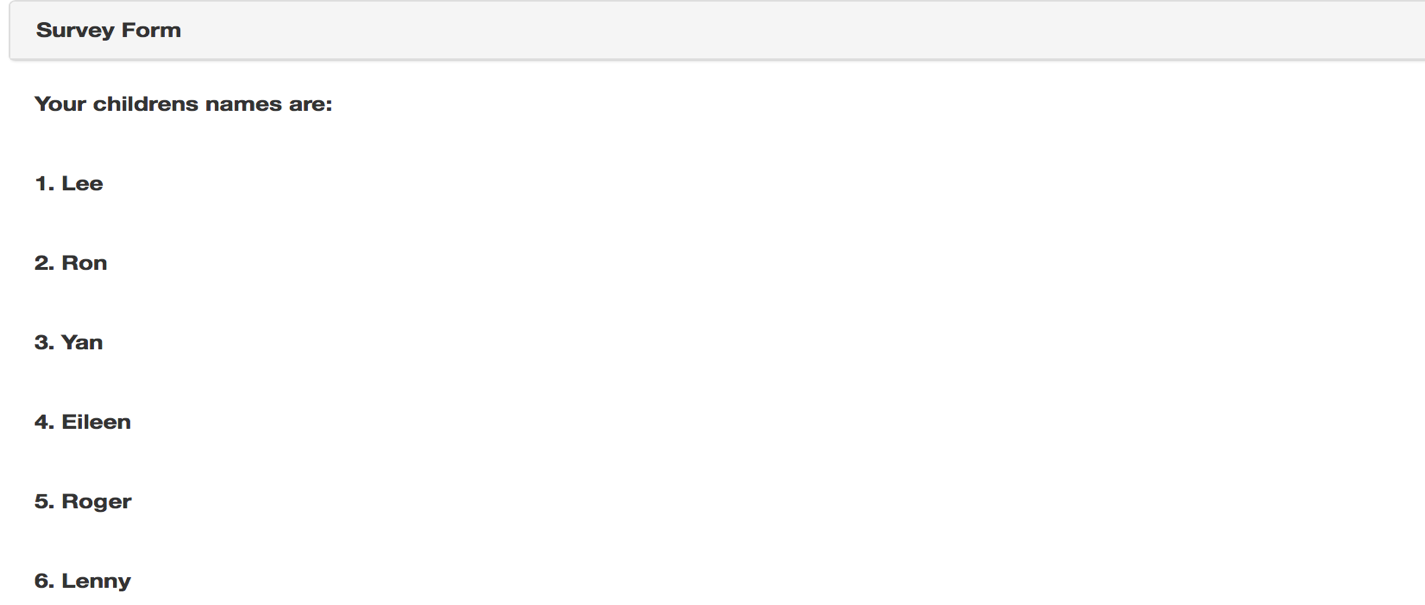 Survey Form
Your childrens names are:
1. Lee
2. Ron
3. Yan
4. Eileen
5. Roger
6. Lenny